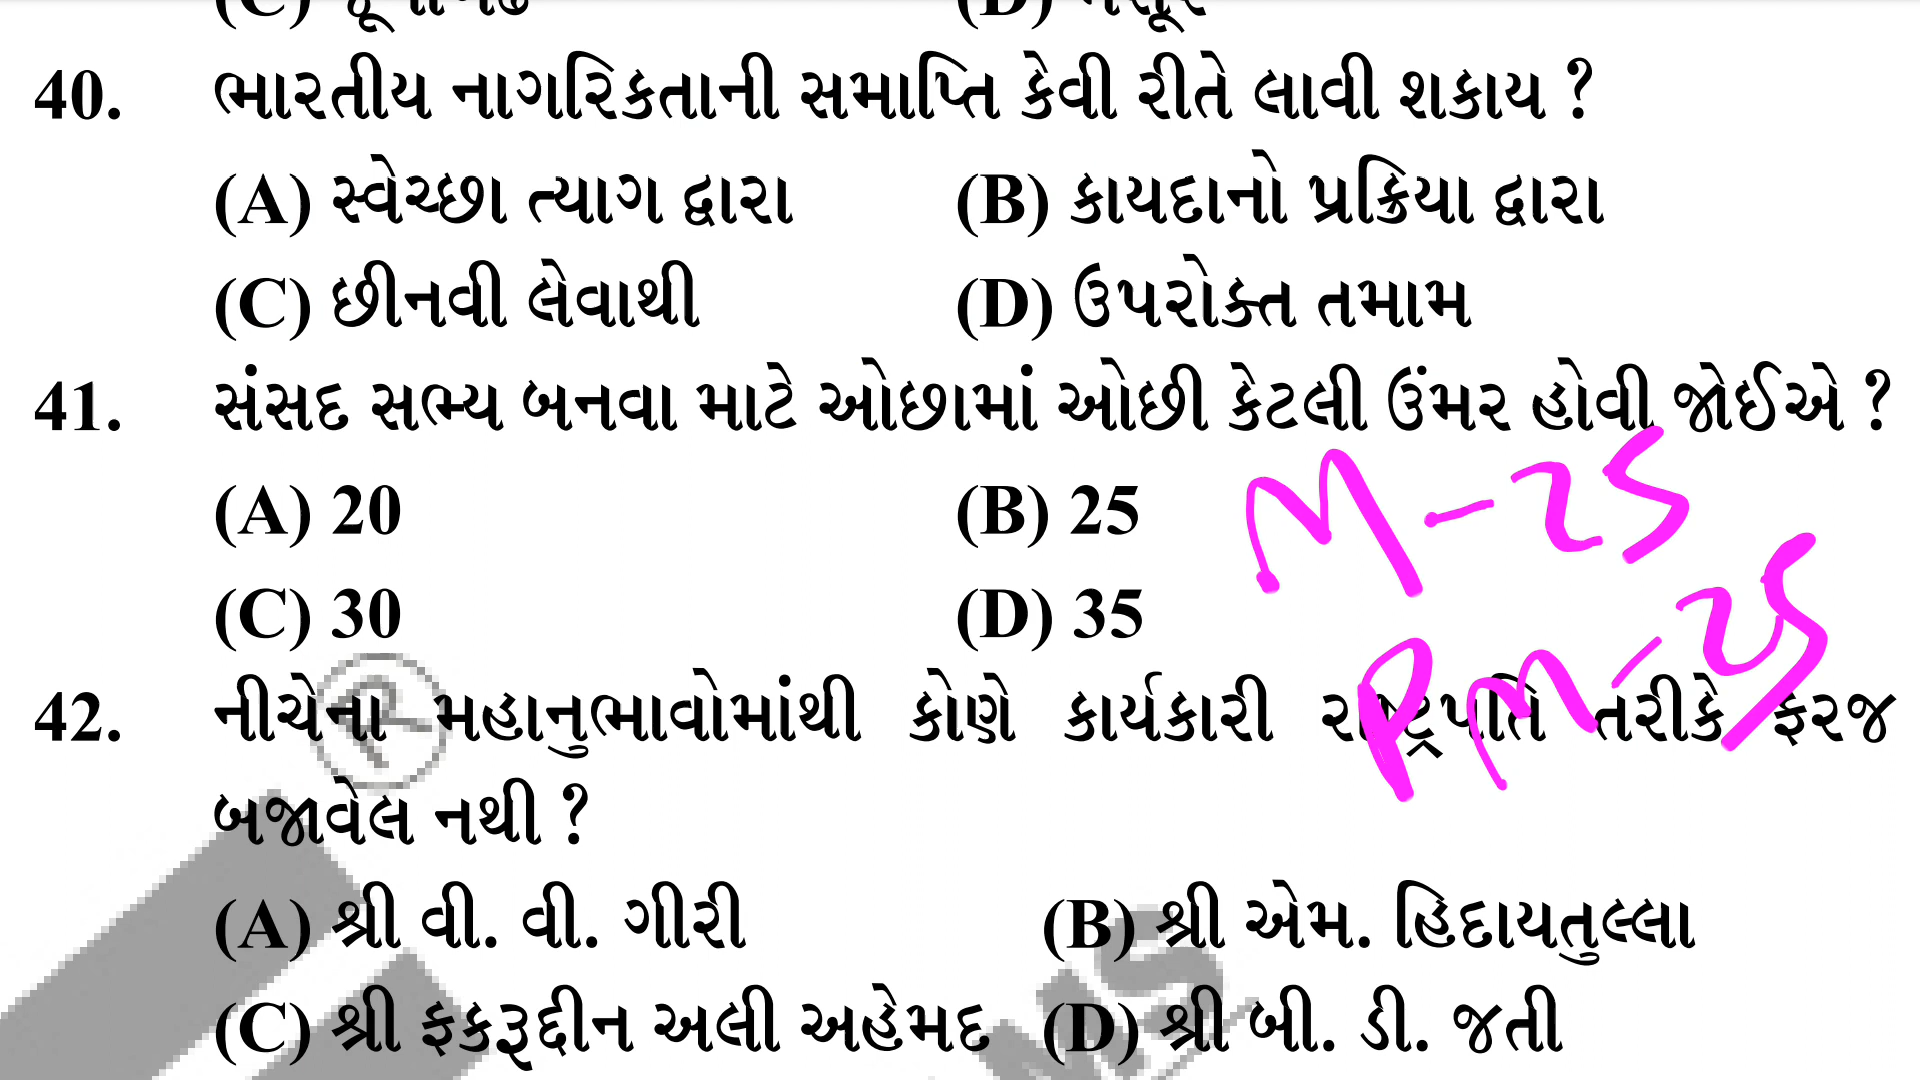 40. ભારતીય નાગરિકતાની સમાપ્તિ કેવી રીતે લાવી શકાય ?
(A) સ્વેચ્છા ત્યાગ દ્વારા (B) કાયદાનો પ્રક્રિયા દ્વારા
(C) છીનવી લેવાથી (D) ઉપરોક્ત તમામ
41. સંસદ સભ્ય બનવા માટે ઓછામાં ઓછી કેટલી ઉંમર હોવી જોઈએ ?
(A) 20 (B) 25
M-25
(C) 30 (D) 35
PM-25
42. નીચેના મહાનુભાવોમાંથી કોણે કાર્યકારી રાષ્ટ્રપતિ તરીકે ફરજ
બજાવેલ નથી ?
(A) શ્રી વી. વી. ગીરી (B) શ્રી એમ. હિદાયતુલ્લા
(C) શ્રી ફકરૂદ્દીન અલી અહેમદ (D) શ્રી બી. ડી. જતી